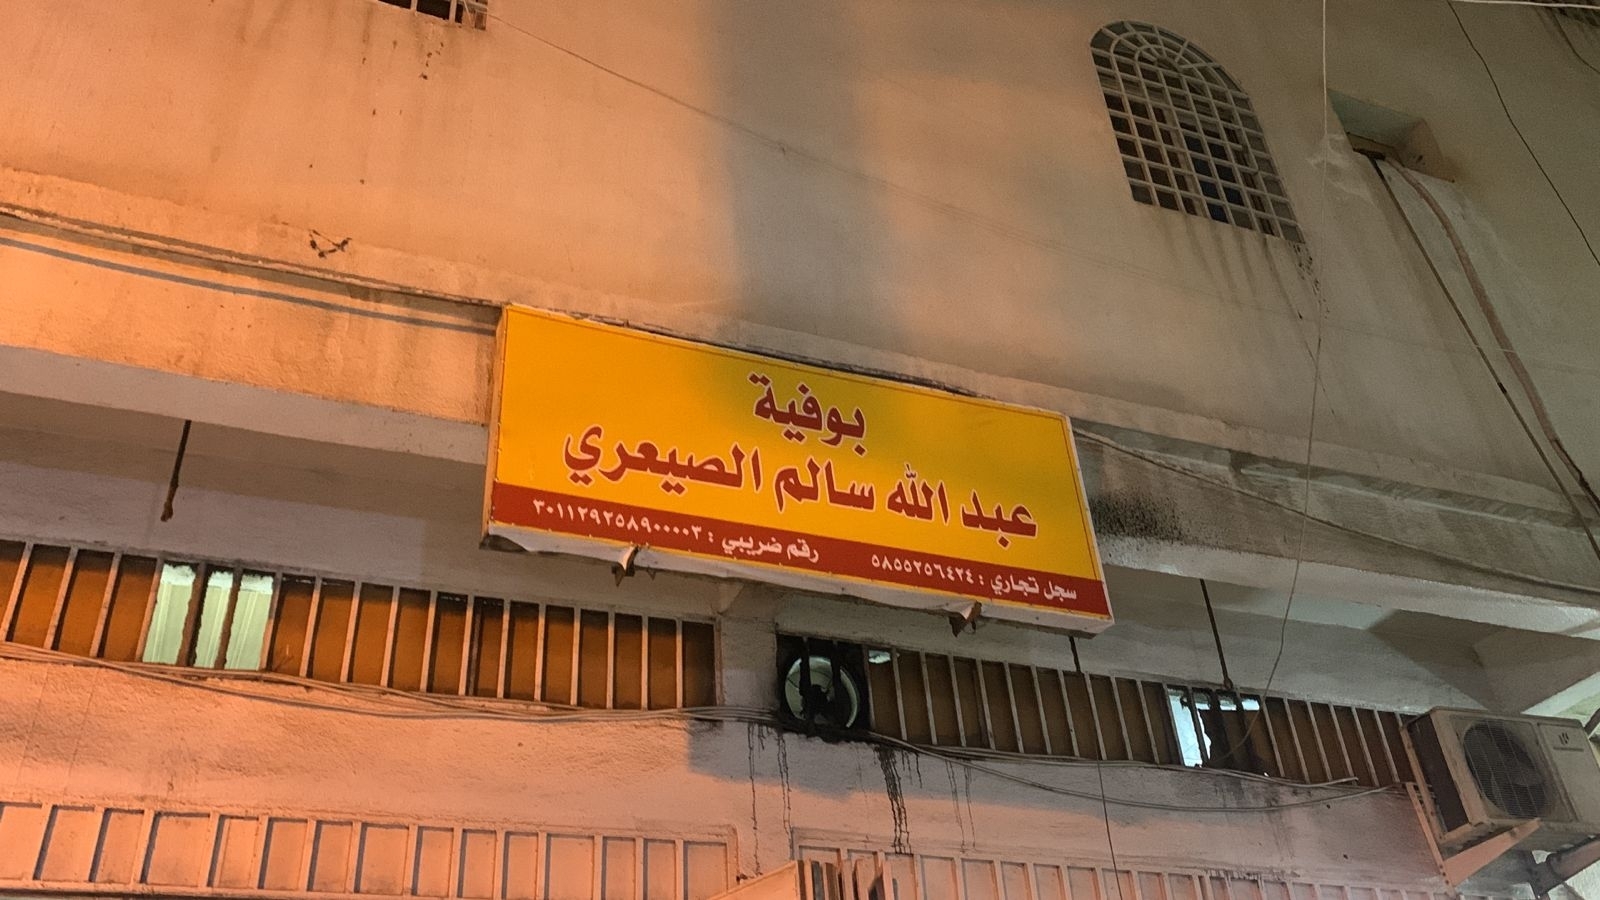 بوفية
عبد الله سالم الصيعري
سجل تجاري : ٥٨٥٥٢٥٦٤٢٤ رقم ضريبي : ٣٠١١٢٩٢٥٨٩٠٠٠٠٣